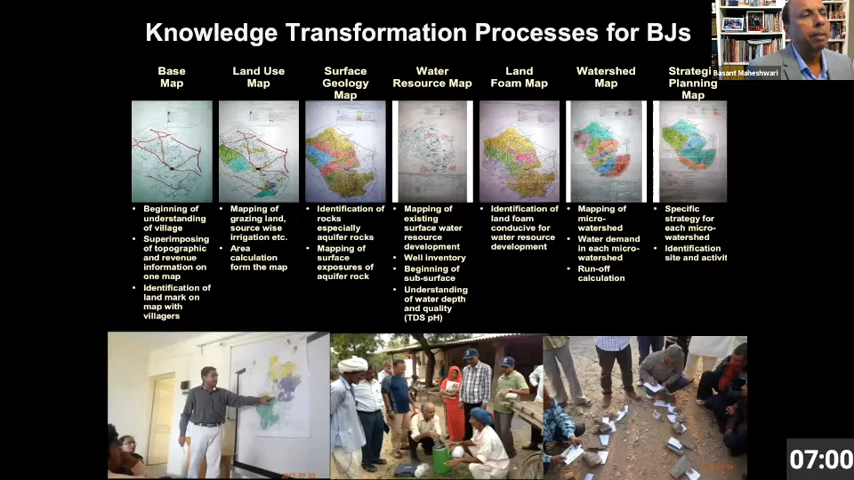 Knowledge Transformation Processes for BJs
Basant Maheshwari
Base
Map
Land Use
Map
Surface
Geology
Map
Water
Resource Map
Land
Foam Map
Watershed
Map
Strategi
Planning
Map
• Beginning of
understanding
of village
• Superimposing
of topographic
and revenue
information on
one map
• Identification of
land mark on
map with
villagers
• Mapping of
grazing land,
source wise
irrigation etc.
• Area
calculation
form the map
• Identification of
rocks
especially
aquifer rocks
• Mapping of
surface
exposures of
aquifer rock
• Mapping of
existing
surface water
resource
development
• Well inventory
• Beginning of
sub-surface
• Understanding
of water depth
and quality
(TDS pH)
• Identification of
land foam
conducive for
water resource
development
• Mapping of
micro-
watershed
• Water demand
in each micro-
watershed
• Run-off
calculation
• Specific
strategy for
each micro-
watershed
• Identification
site and activit
07:00